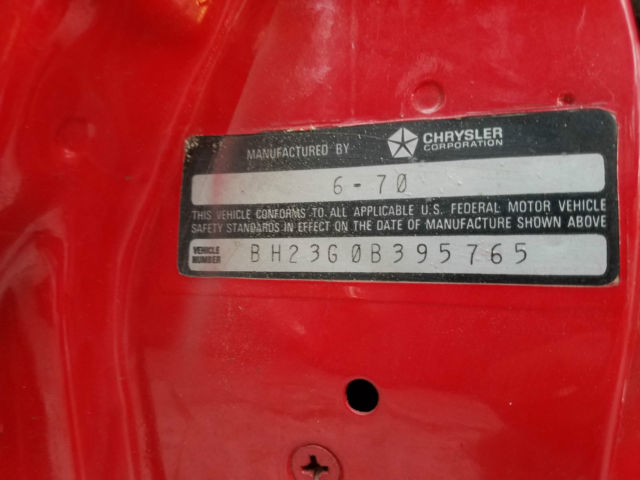 MANUFACTURED BY CHRYSLER CORPORATION
6-70
THIS VEHICLE CONFORMS TO ALL APPLICABLE U.S. FEDERAL MOTOR VEHICLE
SAFETY STANDARDS IN EFFECT ON THE DATE OF MANUFACTURE SHOWN ABOVE
VEHICLE NUMBER BH23G0B395765